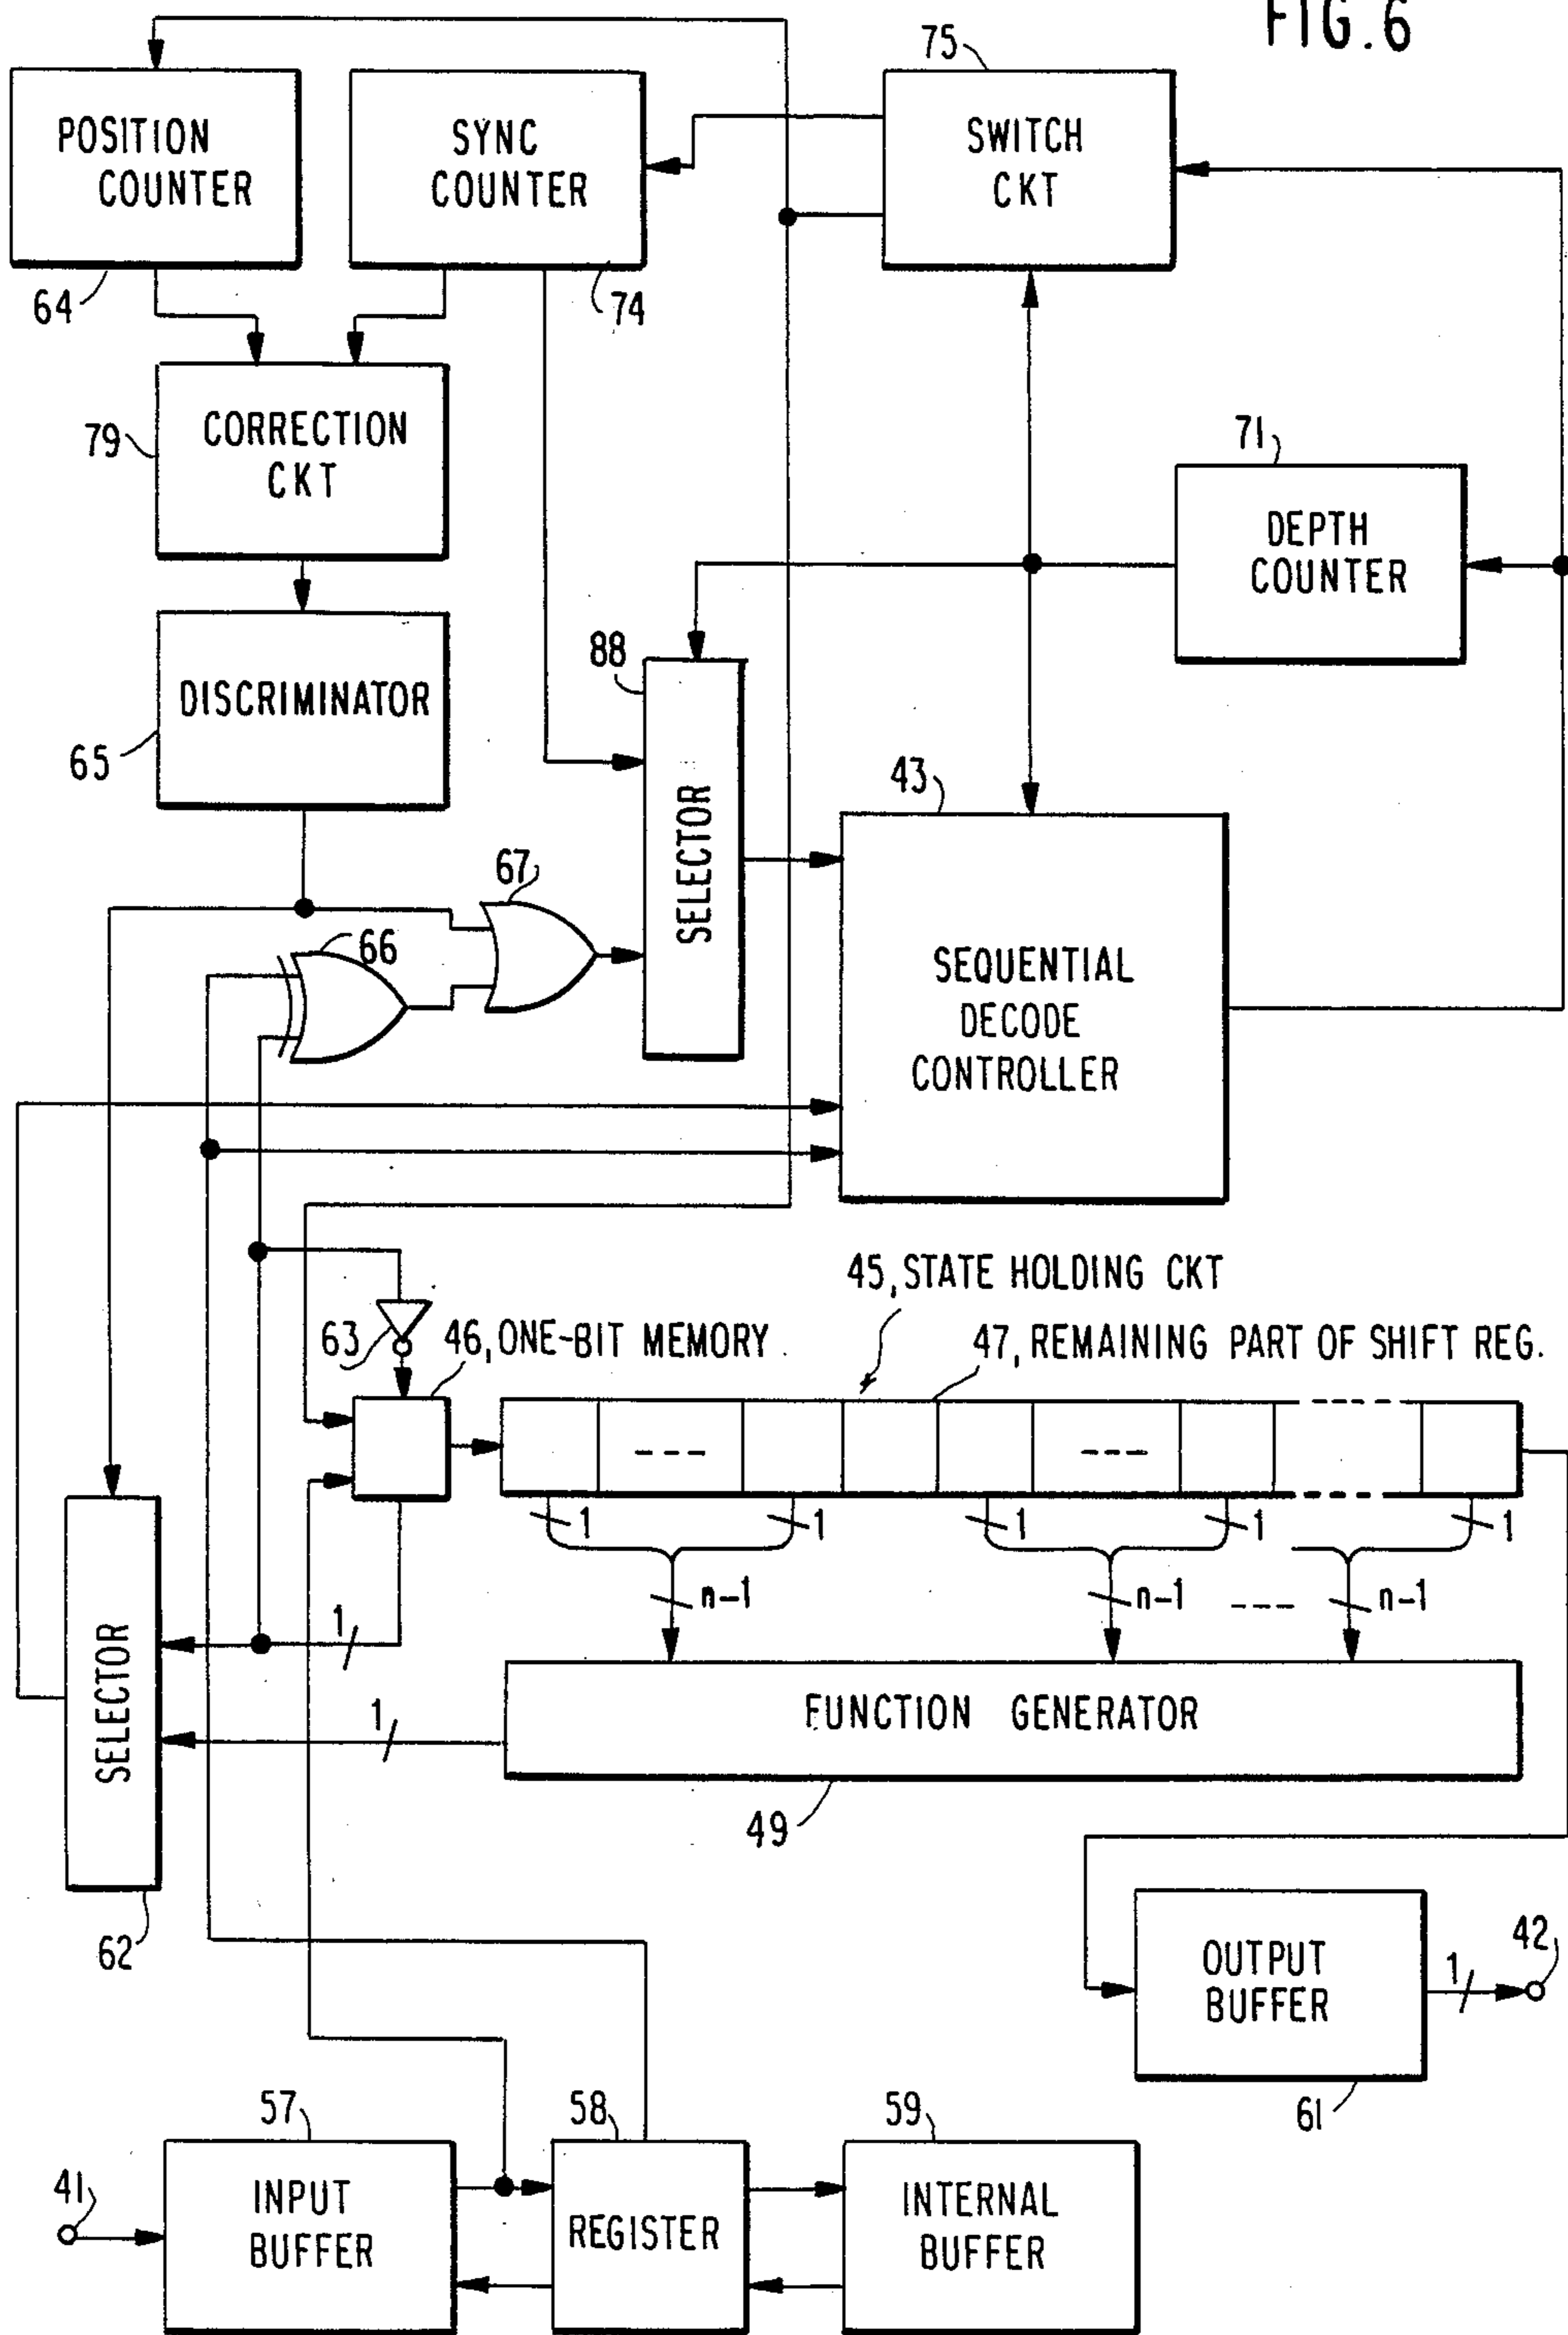 FIG. 6
75
POSITION
COUNTER
SYNC
COUNTER
SWITCH
CKT
64
74
79
CORRECTION
CKT
71
DEPTH
COUNTER
88
DISCRIMINATOR
65
SELECTOR
43
67
66
SEQUENTIAL
DECODE
CONTROLLER
45, STATE HOLDING CKT
63
46, ONE-BIT MEMORY
47, REMAINING PART OF SHIFT REG.
--- --- ---
1 1 1 1 1
n-1 n-1 --- n-1
1
SELECTOR
1
FUNCTION GENERATOR
49
62
OUTPUT
BUFFER
1
42
61
57
58
59
41
INPUT
BUFFER
REGISTER
INTERNAL
BUFFER